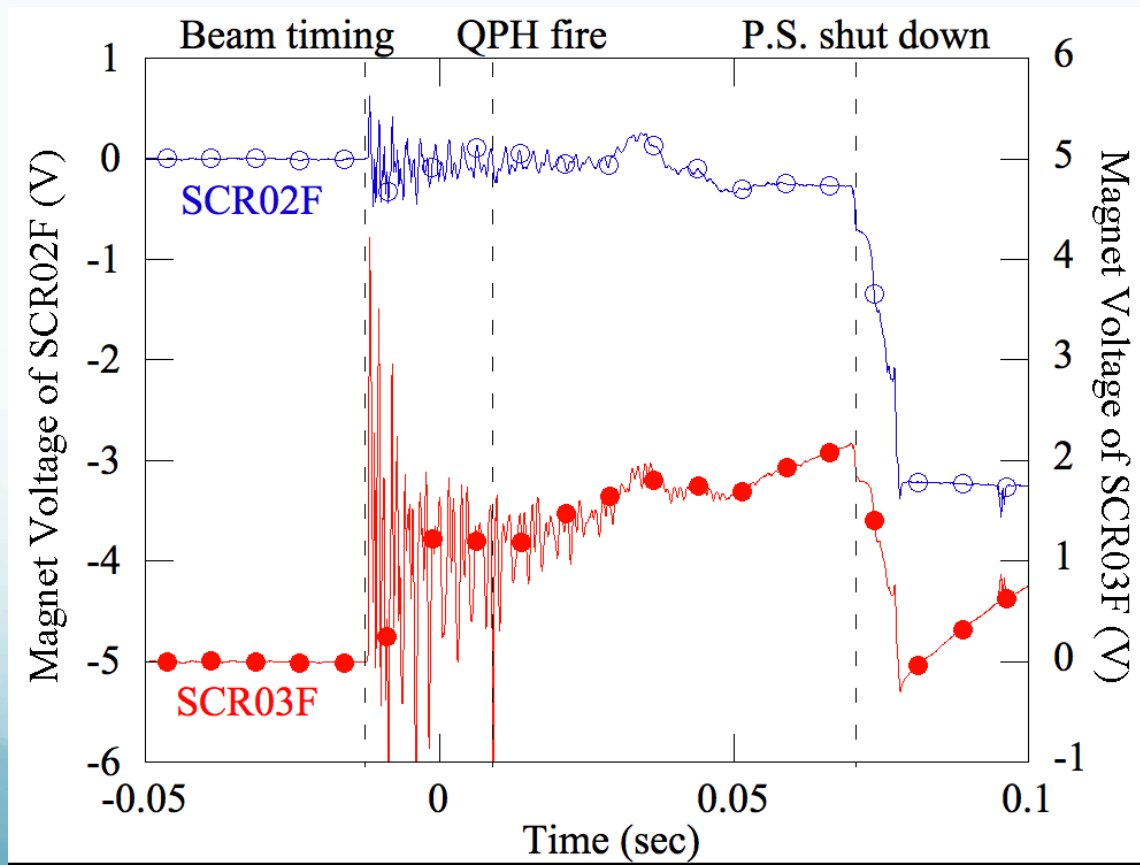 Beam timing QPH fire P.S. shut down
Magnet Voltage of SCR02F (V)
1
0
-1
-2
-3
-4
-5
-6
SCR02F
SCR03F
6
5
4
3
2
1
0
-1
Magnet Voltage of SCR03F (V)
-0.05 0 0.05 0.1
Time (sec)